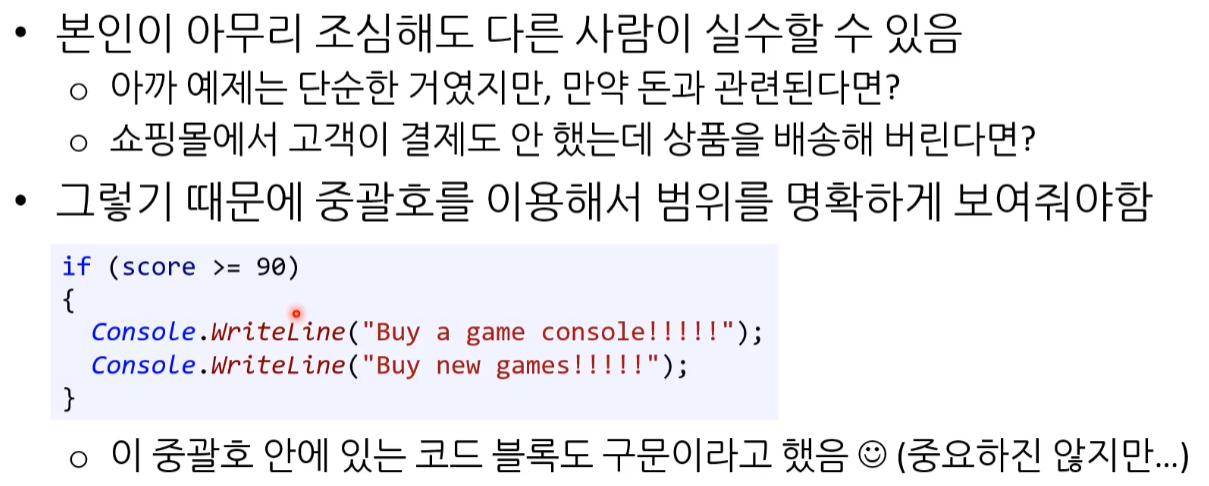 • 본인이 아무리 조심해도 다른 사람이 실수할 수 있음
○ 아까 예제는 단순한 거였지만, 만약 돈과 관련된다면?
○ 쇼핑몰에서 고객이 결제도 안 했는데 상품을 배송해 버린다면?
• 그렇기 때문에 중괄호를 이용해서 범위를 명확하게 보여줘야함
if (score >= 90)
{
Console.WriteLine("Buy a game console!!!!!");
Console.WriteLine("Buy new games!!!!!");
}
○ 이 중괄호 안에 있는 코드 블록도 구문이라고 했음 ☺ (중요하진 않지만...)